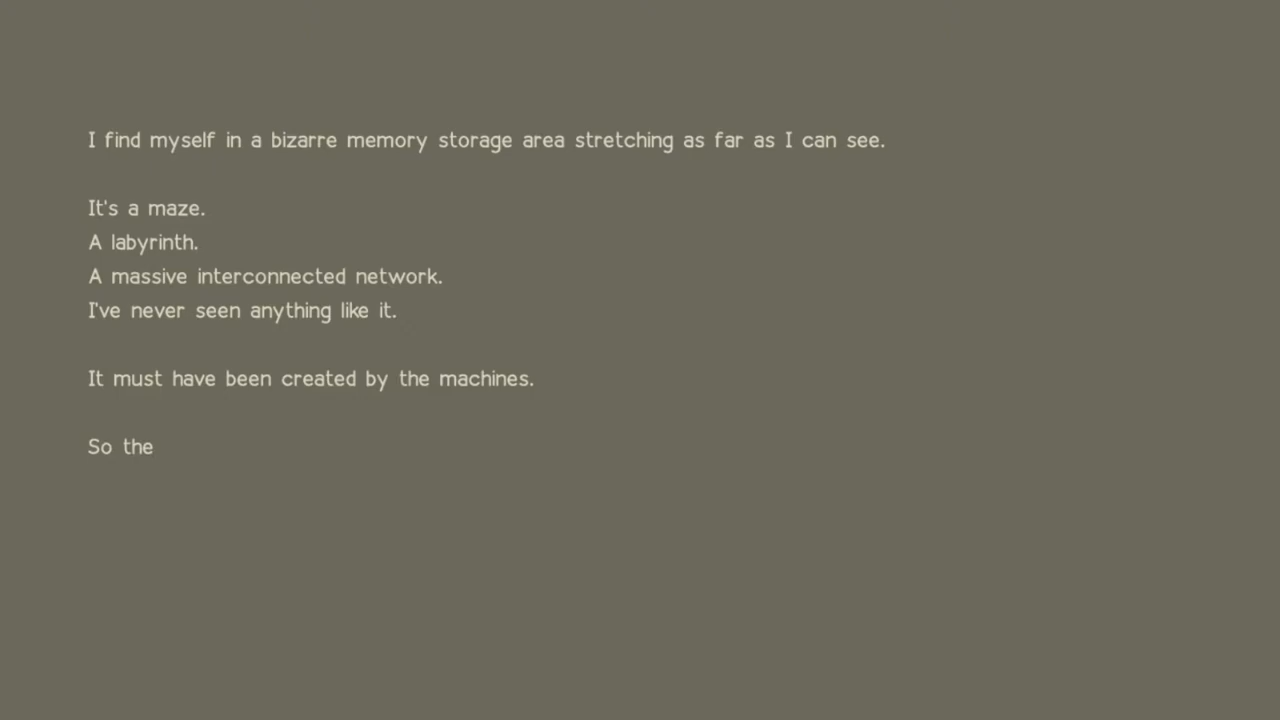 I find myself in a bizarre memory storage area stretching as far as I can see.
It's a maze.
A labyrinth.
A massive interconnected network.
I've never seen anything like it.
It must have been created by the machines.
So the